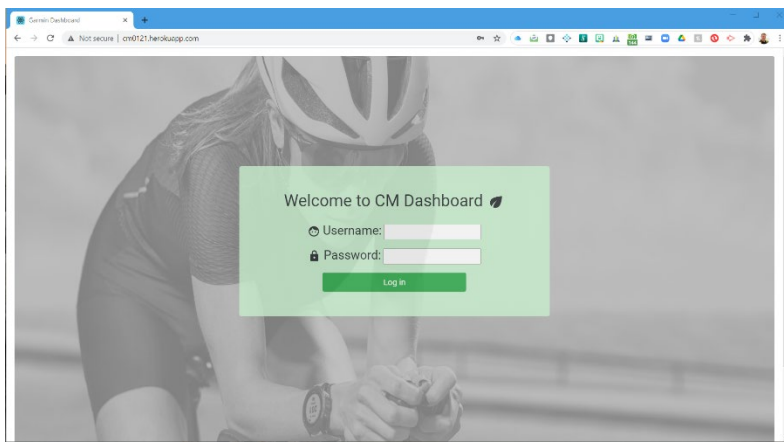 Garmin Dashboard
Not secure | cm0121.herokuapp.com
Welcome to CM Dashboard
Username:
Password:
Log in